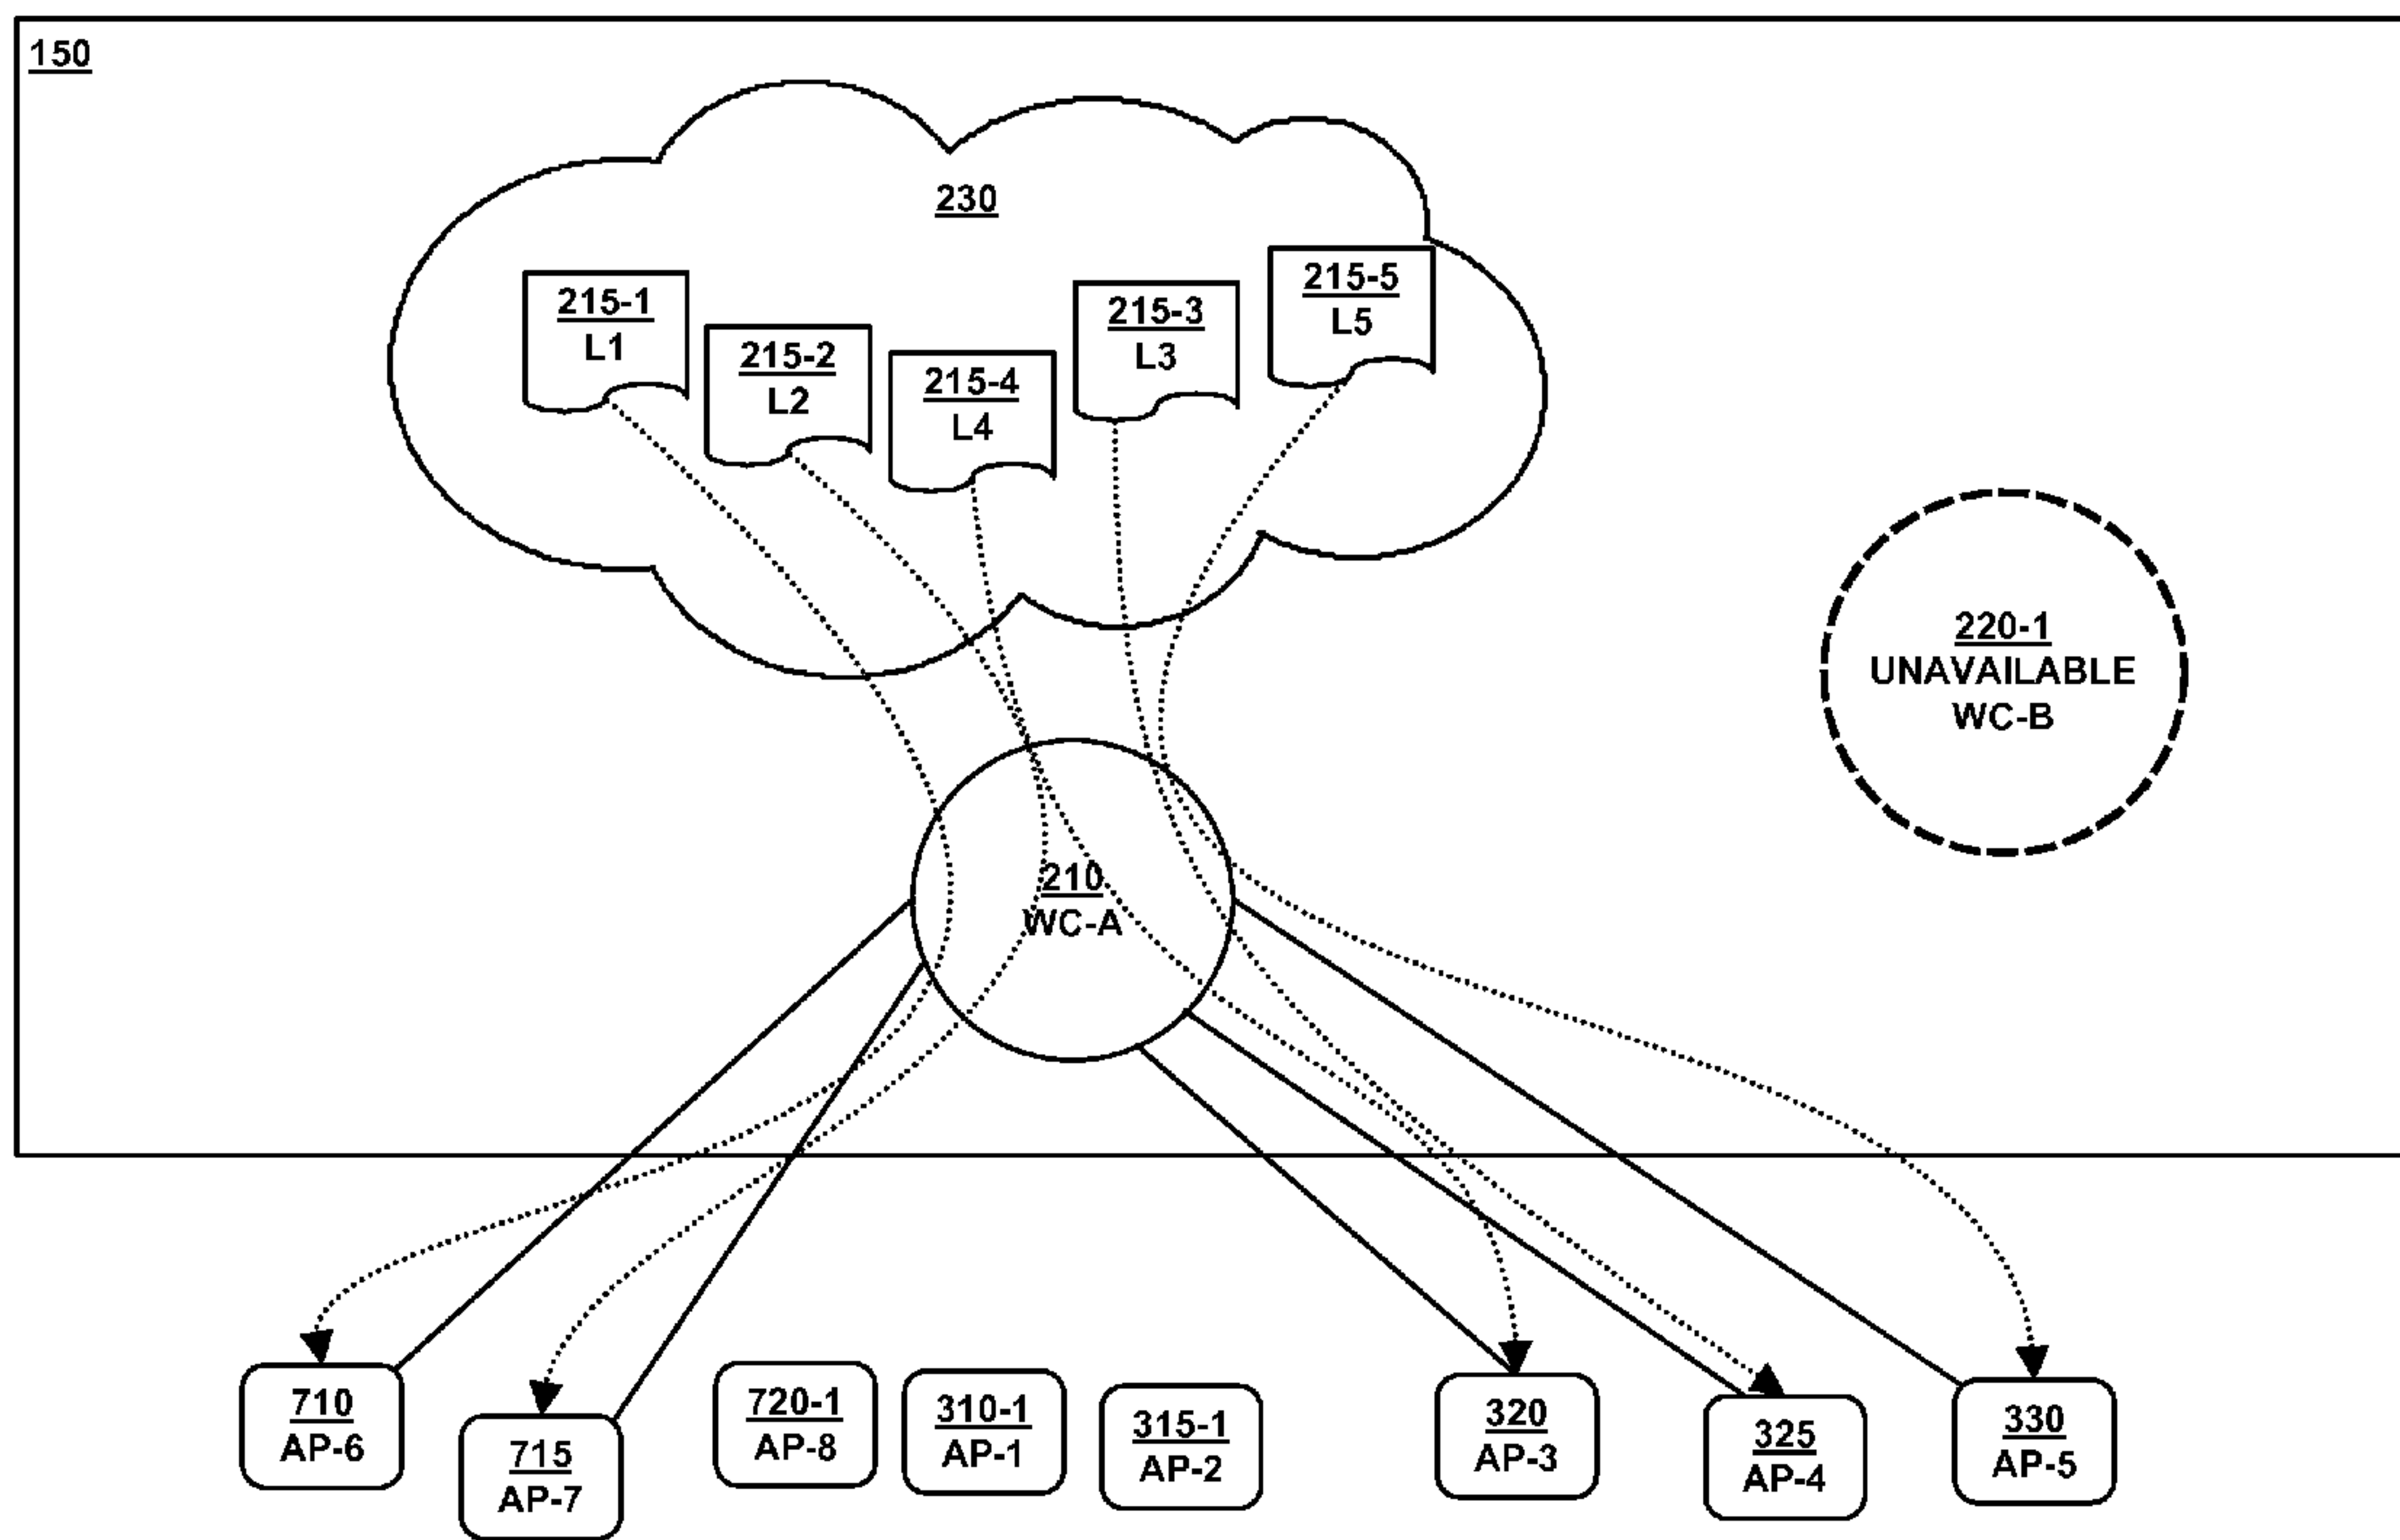 150
230
215-1
L1
215-2
L2
215-4
L4
215-3
L3
215-5
L5
220-1
UNAVAILABLE
WC-B
210
WC-A
710
AP-6
715
AP-7
720-1
AP-8
310-1
AP-1
315-1
AP-2
320
AP-3
325
AP-4
330
AP-5